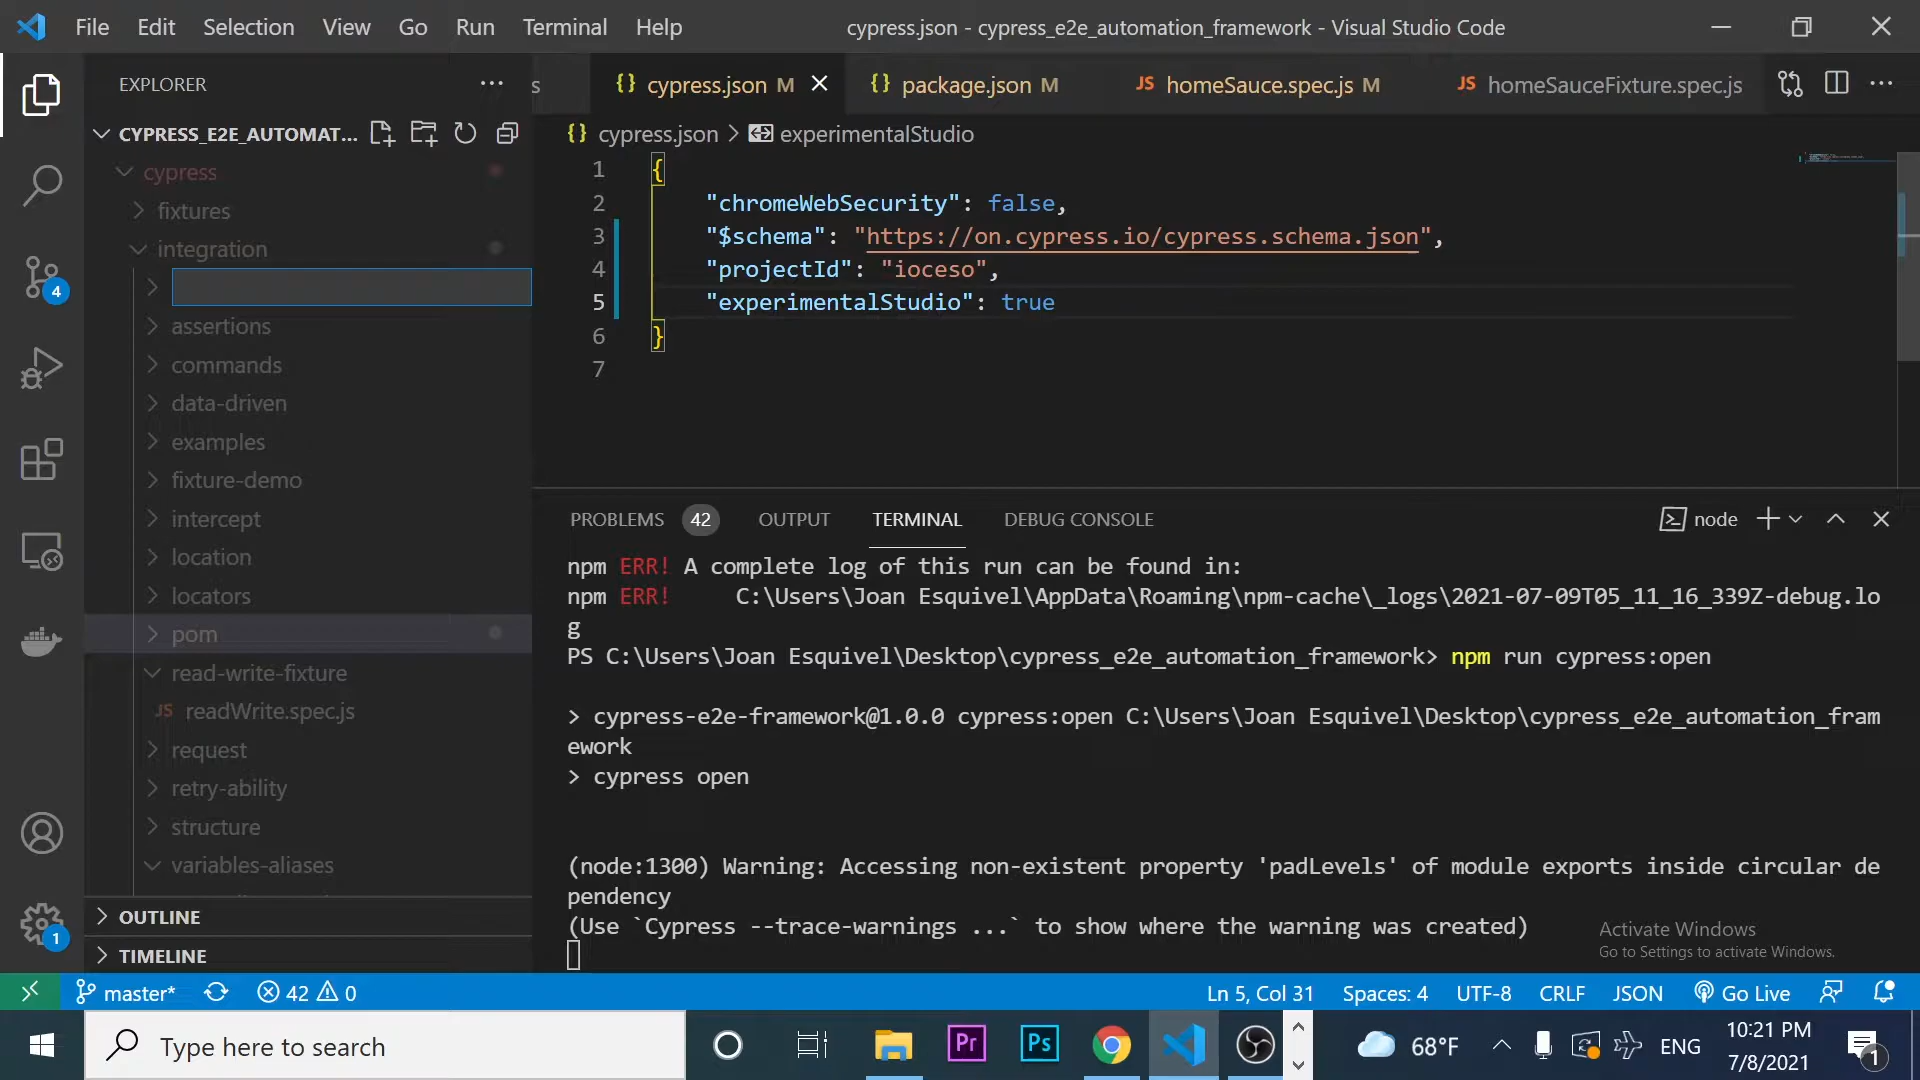 File Edit Selection View Go Run Terminal Help
cypress.json - cypress_e2e_automation_framework - Visual Studio Code
EXPLORER
s
{} cypress.json M
{} package.json M
JS homeSauce.spec.js M
JS homeSauceFixture.spec.js
CYPRESS_E2E_AUTOMAT...
{} cypress.json > experimentalStudio
cypress
fixtures
integration
assertions
commands
data-driven
examples
fixture-demo
intercept
location
locators
pom
read-write-fixture
JS readWrite.spec.js
request
retry-ability
structure
variables-aliases
OUTLINE
TIMELINE
4
1
1 {
2 "chromeWebSecurity": false,
3 "$schema": "https://on.cypress.io/cypress.schema.json",
4 "projectId": "ioceso",
5 "experimentalStudio": true
6 }
7
PROBLEMS 42 OUTPUT TERMINAL DEBUG CONSOLE
node
npm ERR! A complete log of this run can be found in:
npm ERR!     C:\Users\Joan Esquivel\AppData\Roaming\npm-cache\_logs\2021-07-09T05_11_16_339Z-debug.lo
g
PS C:\Users\Joan Esquivel\Desktop\cypress_e2e_automation_framework> npm run cypress:open
> cypress-e2e-framework@1.0.0 cypress:open C:\Users\Joan Esquivel\Desktop\cypress_e2e_automation_fram
ework
> cypress open
(node:1300) Warning: Accessing non-existent property 'padLevels' of module exports inside circular de
pendency
(Use `Cypress --trace-warnings ...` to show where the warning was created)
Activate Windows
Go to Settings to activate Windows.
master* 42 0
Ln 5, Col 31 Spaces: 4 UTF-8 CRLF JSON Go Live
Type here to search
Pr
Ps
68°F
ENG
10:21 PM
7/8/2021
1